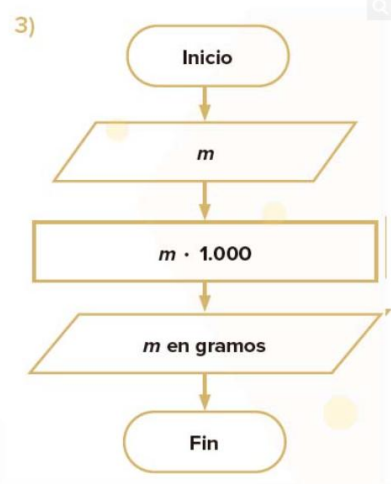 3)
Inicio
m
m · 1.000
m en gramos
Fin